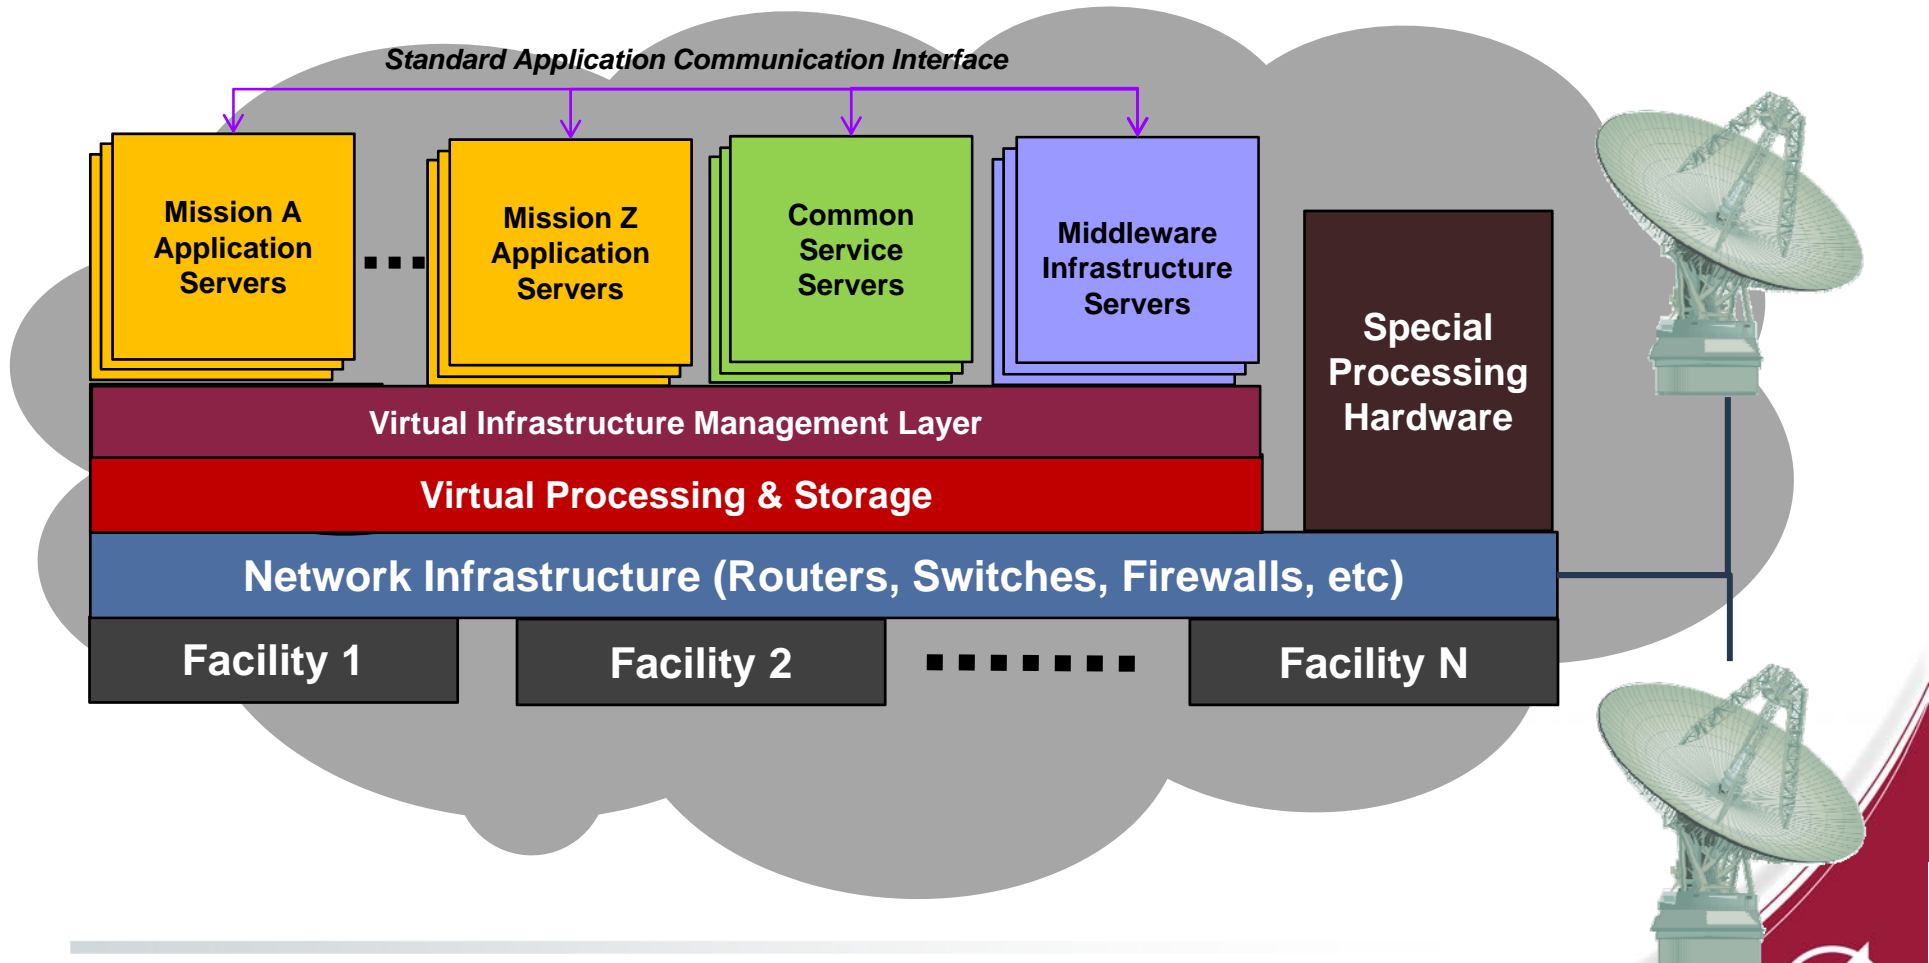 Standard Application Communication Interface
Mission A
Application
Servers
Mission Z
Application
Servers
Common
Service
Servers
Middleware
Infrastructure
Servers
Special
Processing
Hardware
Virtual Infrastructure Management Layer
Virtual Processing & Storage
Network Infrastructure (Routers, Switches, Firewalls, etc)
Facility 1
Facility 2
Facility N